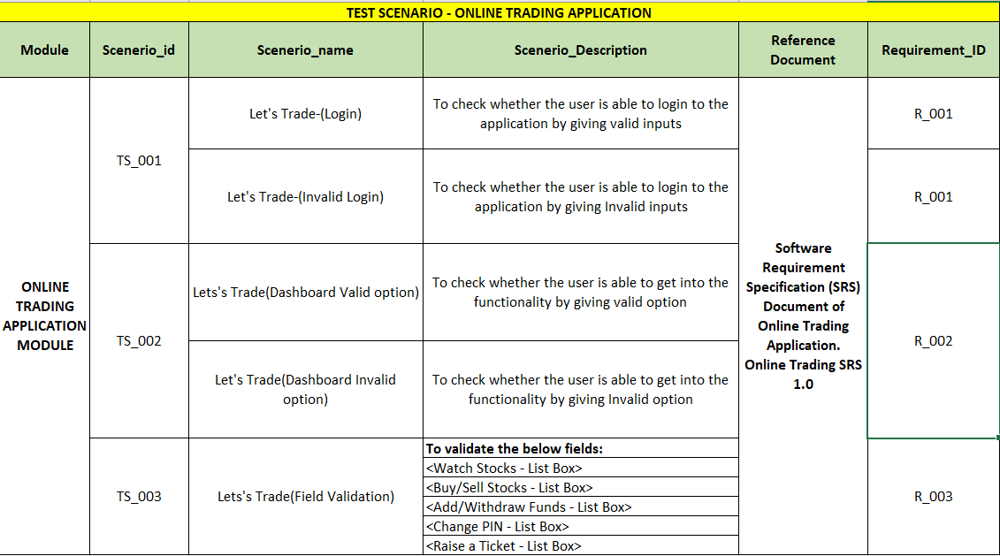 TEST SCENARIO - ONLINE TRADING APPLICATION
Module
Scenerio_id
Scenerio_name
Scenerio_Description
Reference
Document
Requirement_ID
ONLINE
TRADING
APPLICATION
MODULE
TS_001
Let's Trade-(Login)
To check whether the user is able to login to the
application by giving valid inputs
Software
Requirement
Specification (SRS)
Document of
Online Trading
Application.
Online Trading SRS
1.0
R_001
Let's Trade-(Invalid Login)
To check whether the user is able to login to the
application by giving Invalid inputs
R_001
TS_002
Lets's Trade(Dashboard Valid option)
To check whether the user is able to get into the
functionality by giving valid option
R_002
Let's Trade(Dashboard Invalid
option)
To check whether the user is able to get into the
functionality by giving Invalid option
TS_003
Lets's Trade(Field Validation)
To validate the below fields:
<Watch Stocks - List Box>
<Buy/Sell Stocks - List Box>
<Add/Withdraw Funds - List Box>
<Change PIN - List Box>
<Raise a Ticket - List Box>
R_003